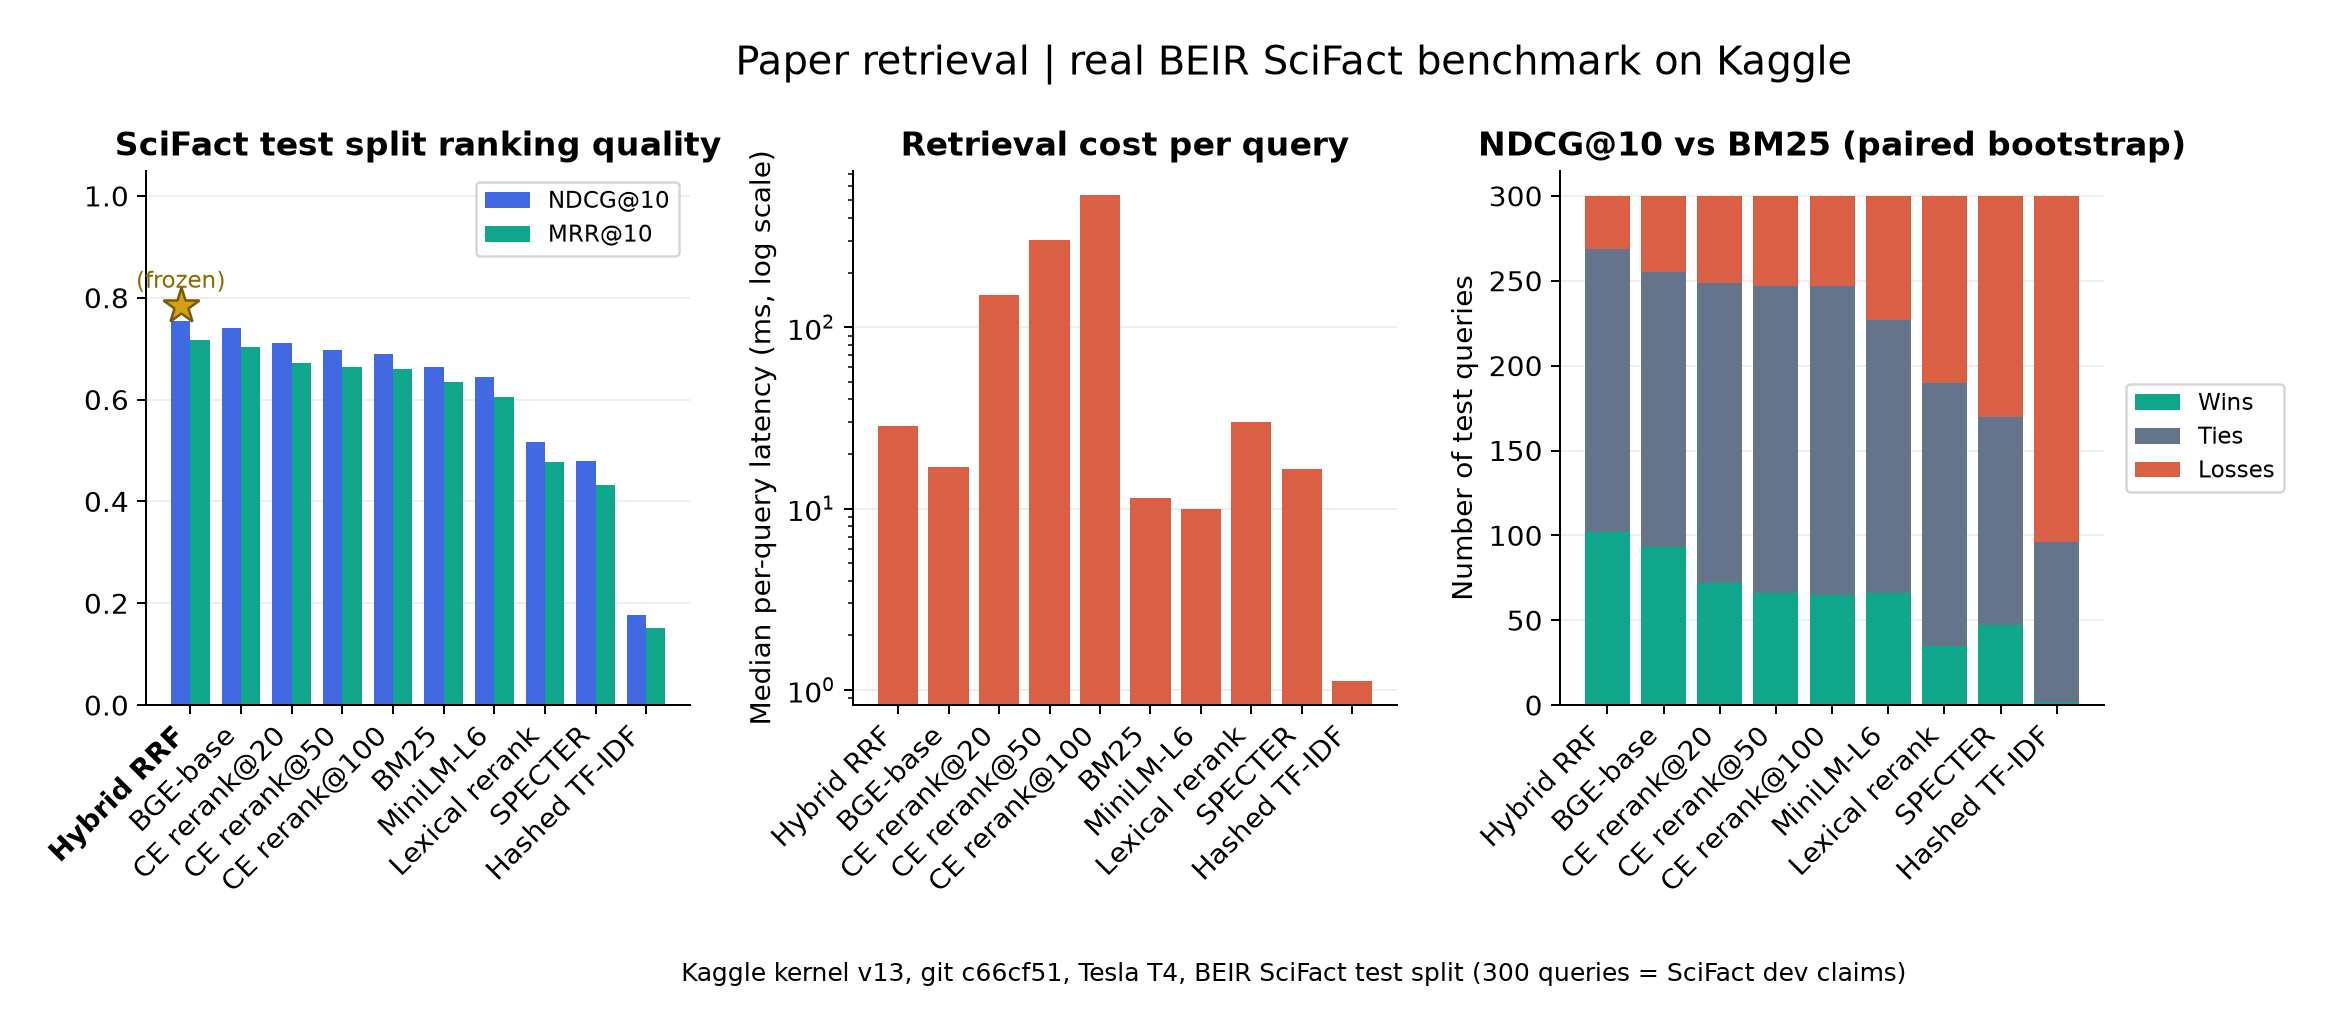 Paper retrieval | real BEIR SciFact benchmark on Kaggle
SciFact test split ranking quality
NDCG@10
MRR@10
(frozen)
1.0
0.8
0.6
0.4
0.2
0.0
Hybrid RRF
BGE-base
CE rerank@20
CE rerank@50
CE rerank@100
BM25
MiniLM-L6
Lexical rerank
SPECTER
Hashed TF-IDF
Retrieval cost per query
Median per-query latency (ms, log scale)
10²
10¹
10⁰
Hybrid RRF
BGE-base
CE rerank@20
CE rerank@50
CE rerank@100
BM25
MiniLM-L6
Lexical rerank
SPECTER
Hashed TF-IDF
NDCG@10 vs BM25 (paired bootstrap)
Number of test queries
300
250
200
150
100
50
0
Hybrid RRF
BGE-base
CE rerank@20
CE rerank@50
CE rerank@100
MiniLM-L6
Lexical rerank
SPECTER
Hashed TF-IDF
Wins
Ties
Losses
Kaggle kernel v13, git c66cf51, Tesla T4, BEIR SciFact test split (300 queries = SciFact dev claims)